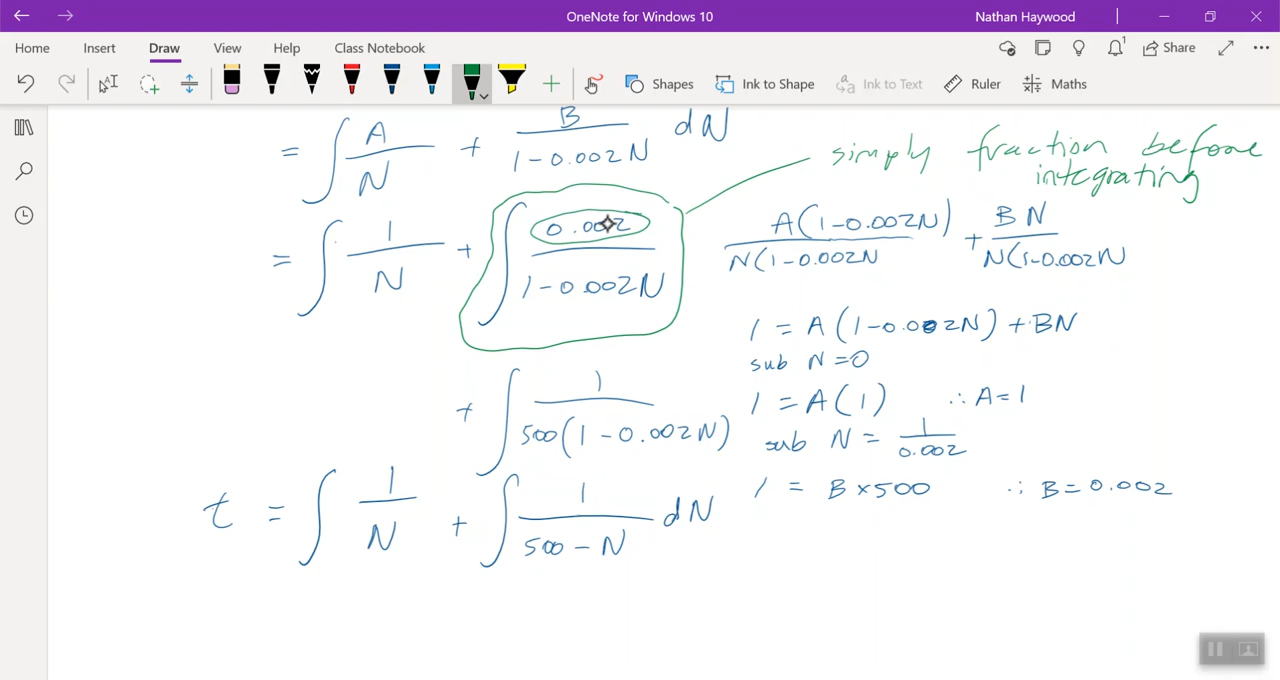 OneNote for Windows 10
Nathan Haywood
Home Insert Draw View Help Class Notebook
1 Share
Shapes Ink to Shape Ink to Text Ruler Maths
= ∫ A/N + B/(1-0.002N) dN
simply fraction before
integrating
= ∫ 1/N + ∫ 0.002/(1-0.002N)
A(1-0.002N)/N(1-0.002N + BN/N(1-0.002N
1 = A(1-0.002N) + BN
sub N=0
+ ∫ 1/500(1-0.002N)
1 = A(1) ∴ A=1
sub N = 1/0.002
t = ∫ 1/N + ∫ 1/(500-N) dN
1 = B×500 ∴ B=0.002